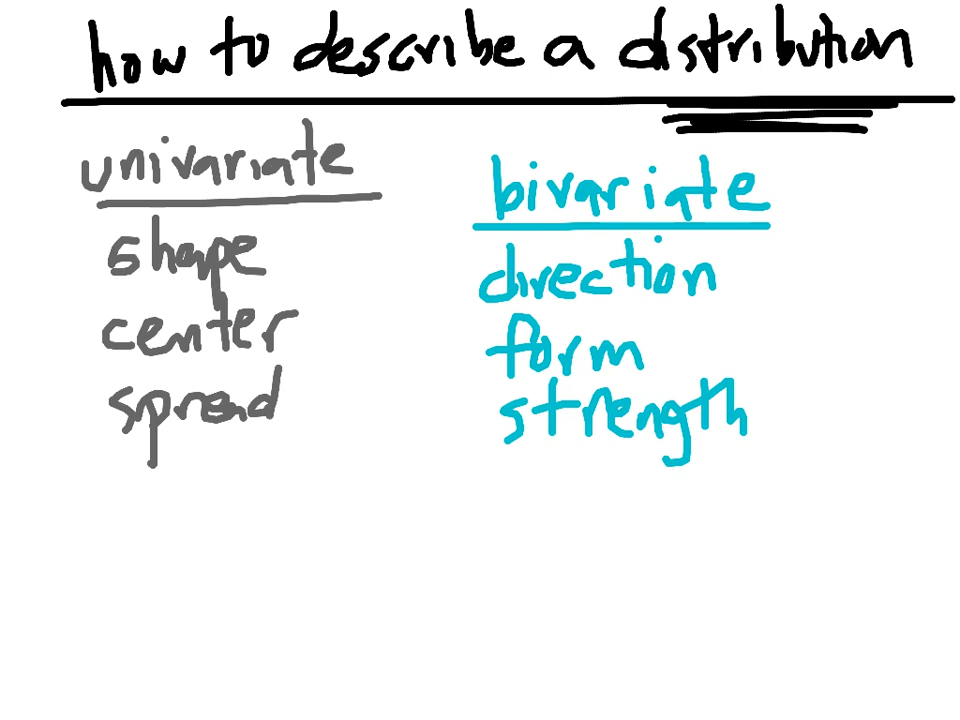 how to describe a distribution
univariate
shape
center
spread
bivariate
direction
form
strength